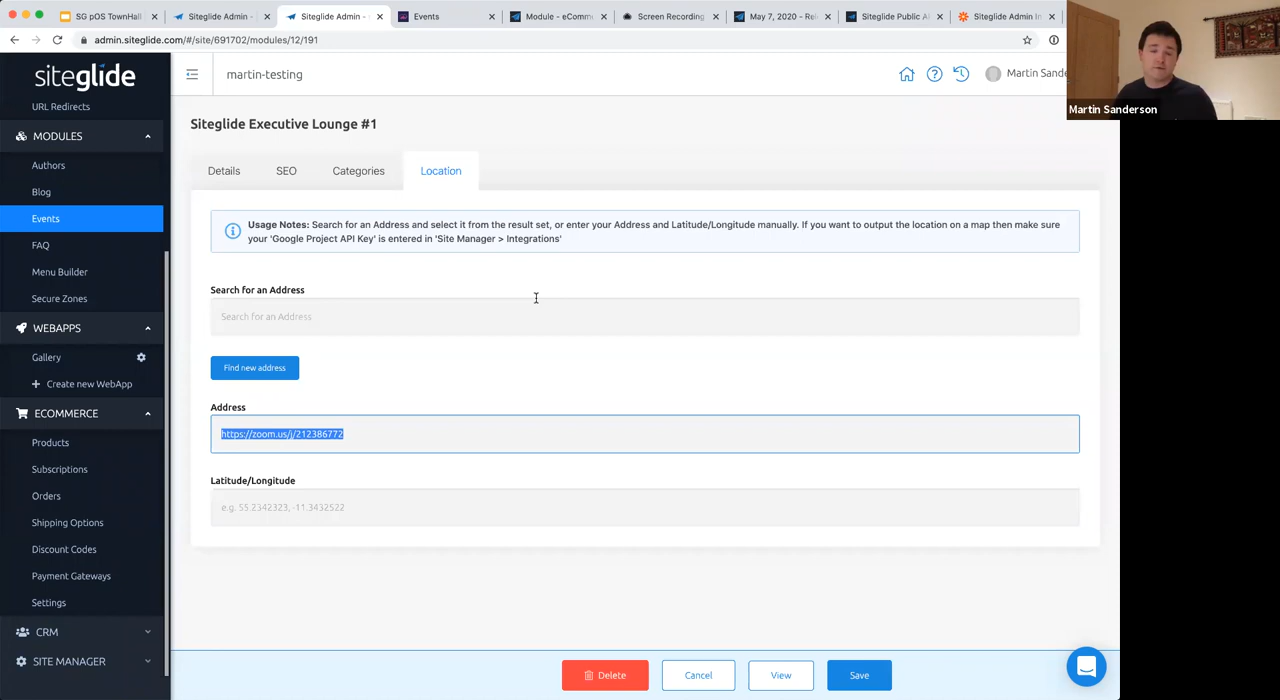 SG pOS TownHall
Siteglide Admin -
Siteglide Admin -
Events
Module - eComm
Screen Recording
May 7, 2020 - Rel
Siteglide Public A
Siteglide Admin In
admin.siteglide.com/#/site/691702/modules/12/191
siteglide
martin-testing
Martin Sande
Martin Sanderson
URL Redirects
MODULES
Authors
Blog
Events
FAQ
Menu Builder
Secure Zones
WEBAPPS
Gallery
Create new WebApp
ECOMMERCE
Products
Subscriptions
Orders
Shipping Options
Discount Codes
Payment Gateways
Settings
CRM
SITE MANAGER
Siteglide Executive Lounge #1
Details
SEO
Categories
Location
Usage Notes: Search for an Address and select it from the result set, or enter your Address and Latitude/Longitude manually. If you want to output the location on a map then make sure
your 'Google Project API Key' is entered in 'Site Manager > Integrations'
Search for an Address
Search for an Address
Find new address
Address
https://zoom.us/j/212386772
Latitude/Longitude
e.g. 55.2342323,-11.3432522
Delete
Cancel
View
Save